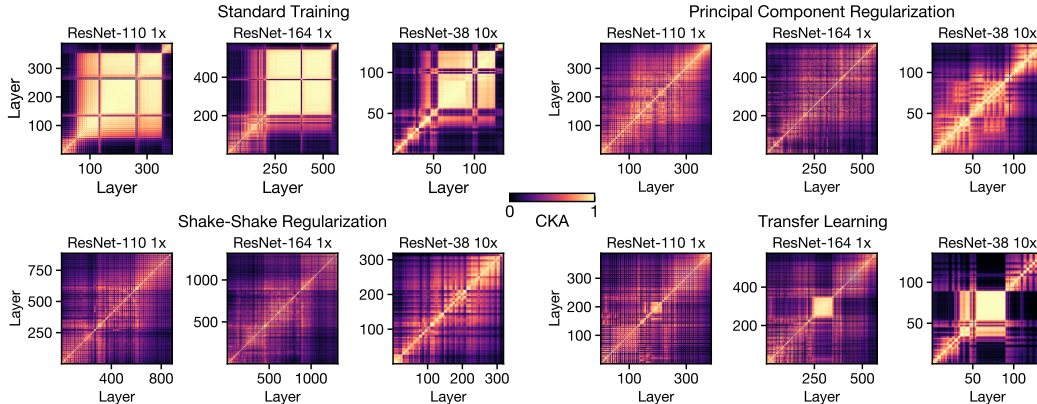 Standard Training
ResNet-110 1x
ResNet-164 1x
ResNet-38 10x
Layer
300
200
100
100
300
Layer
400
200
250
500
Layer
100
50
50
100
Layer
Principal Component Regularization
ResNet-110 1x
ResNet-164 1x
ResNet-38 10x
300
200
100
100
300
Layer
400
200
250
500
Layer
100
50
50
100
Layer
0
1
CKA
Shake-Shake Regularization
ResNet-110 1x
ResNet-164 1x
ResNet-38 10x
Layer
750
500
250
400
800
Layer
1000
500
500
1000
Layer
300
200
100
100
200
300
Layer
Transfer Learning
ResNet-110 1x
ResNet-164 1x
ResNet-38 10x
Layer
300
200
100
100
300
Layer
400
200
250
500
Layer
100
50
50
100
Layer